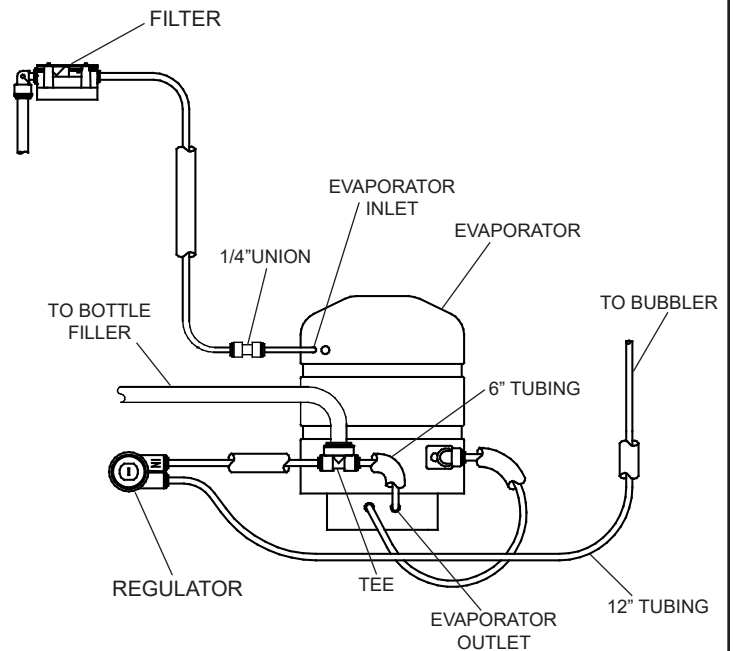 FILTER
EVAPORATOR
INLET
EVAPORATOR
1/4”UNION
TO BOTTLE
FILLER
TO BUBBLER
6” TUBING
IN
REGULATOR
TEE
EVAPORATOR
OUTLET
12” TUBING